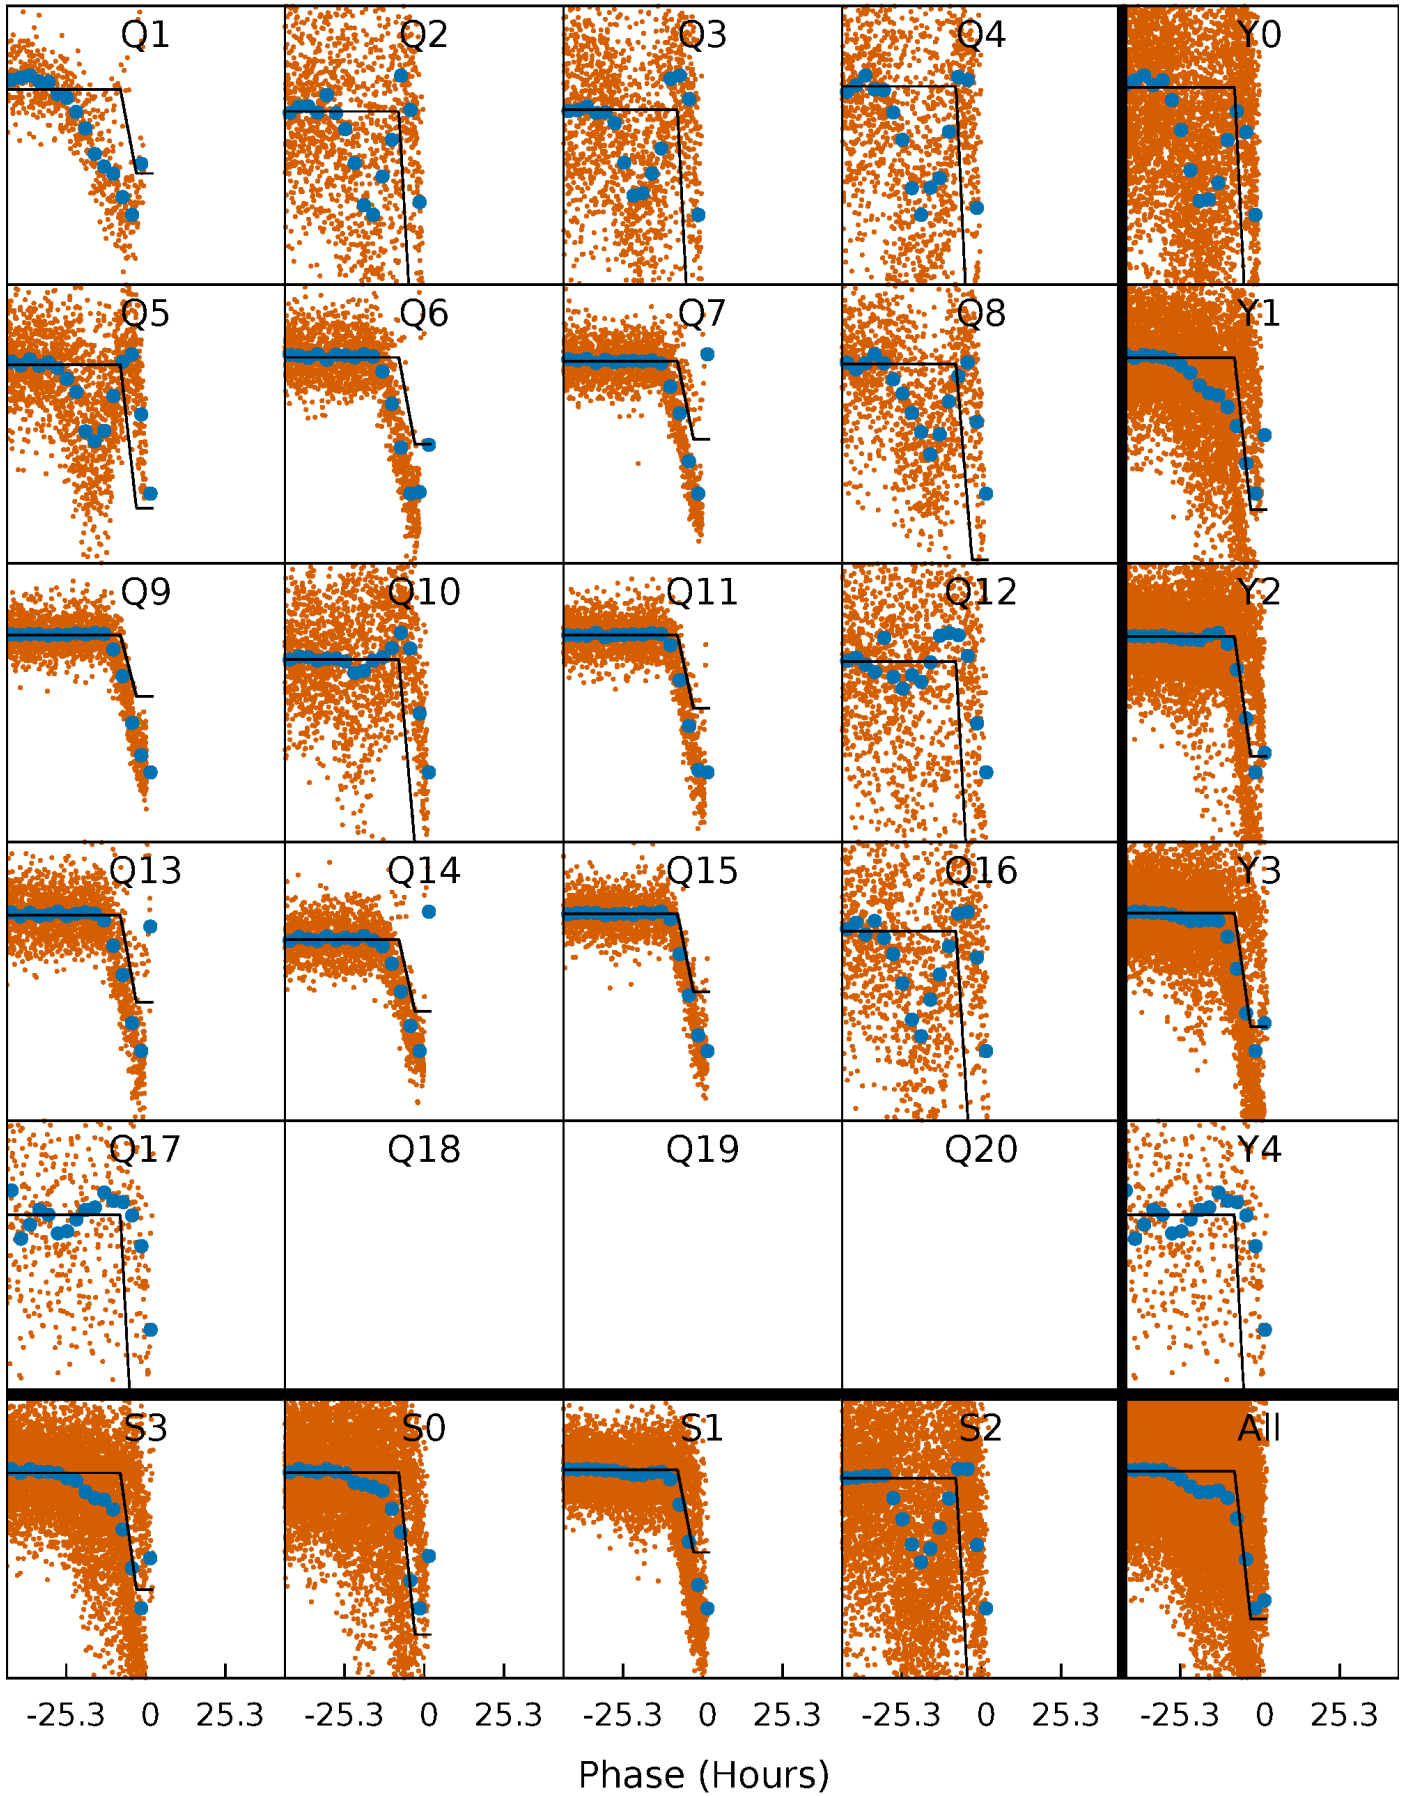 Q1 Q2 Q3 Q4 Y0
Q5 Q6 Q7 Q8 Y1
Q9 Q10 Q11 Q12 Y2
Q13 Q14 Q15 Q16 Y3
Q17 Q18 Q19 Q20 Y4
S3 S0 S1 S2 All
-25.3 0 25.3 -25.3 0 25.3 -25.3 0 25.3 -25.3 0 25.3 -25.3 0 25.3
Phase (Hours)